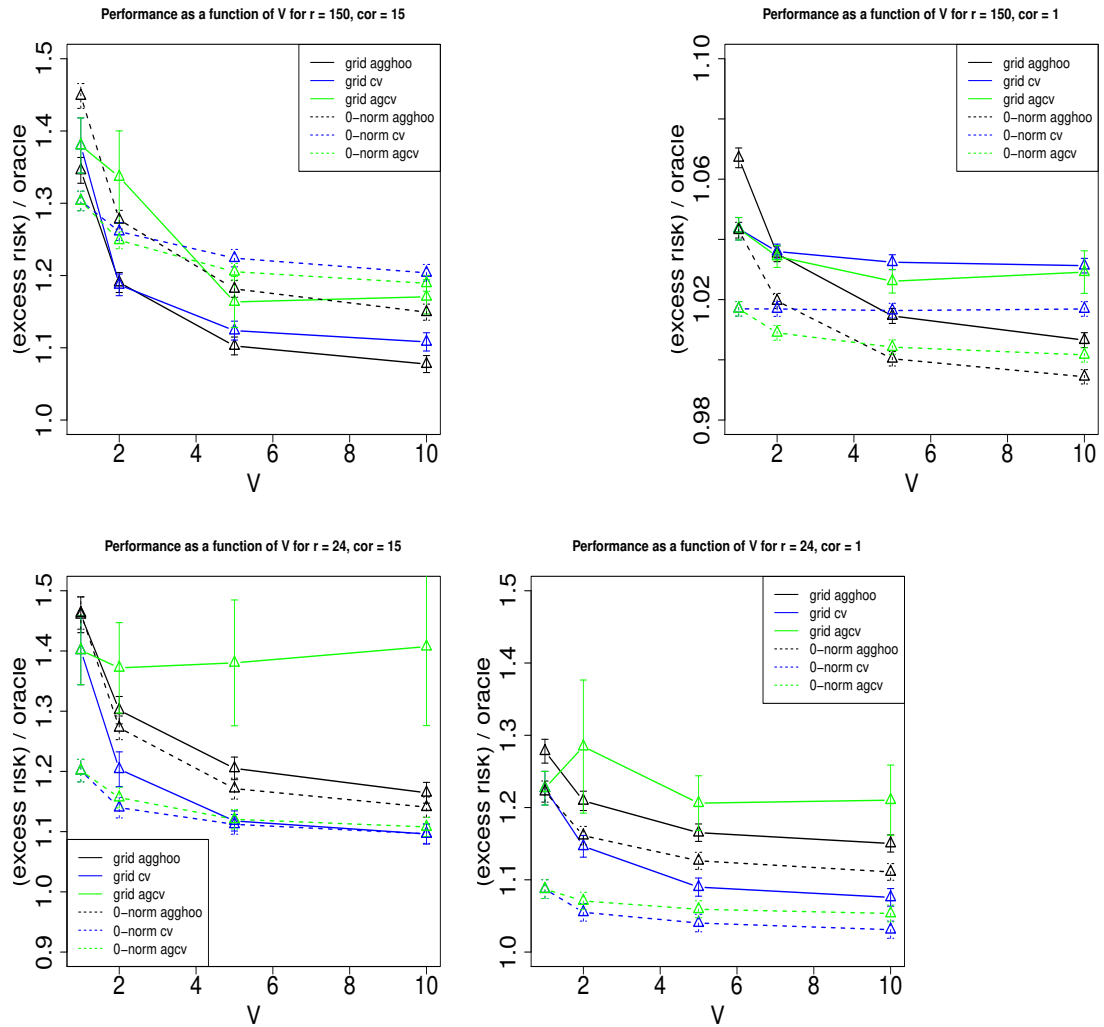 Performance as a function of V for r = 150, cor = 15
(excess risk) / oracle
1.0 1.1 1.2 1.3 1.4 1.5
grid agghoo
grid cv
grid agcv
0−norm agghoo
0−norm cv
0−norm agcv
2 4 6 8 10
V
Performance as a function of V for r = 150, cor = 1
(excess risk) / oracle
0.98 1.02 1.06 1.10
grid agghoo
grid cv
grid agcv
0−norm agghoo
0−norm cv
0−norm agcv
2 4 6 8 10
V
Performance as a function of V for r = 24, cor = 15
(excess risk) / oracle
0.9 1.0 1.1 1.2 1.3 1.4 1.5
grid agghoo
grid cv
grid agcv
0−norm agghoo
0−norm cv
0−norm agcv
2 4 6 8 10
V
Performance as a function of V for r = 24, cor = 1
(excess risk) / oracle
1.0 1.1 1.2 1.3 1.4 1.5
grid agghoo
grid cv
grid agcv
0−norm agghoo
0−norm cv
0−norm agcv
2 4 6 8 10
V